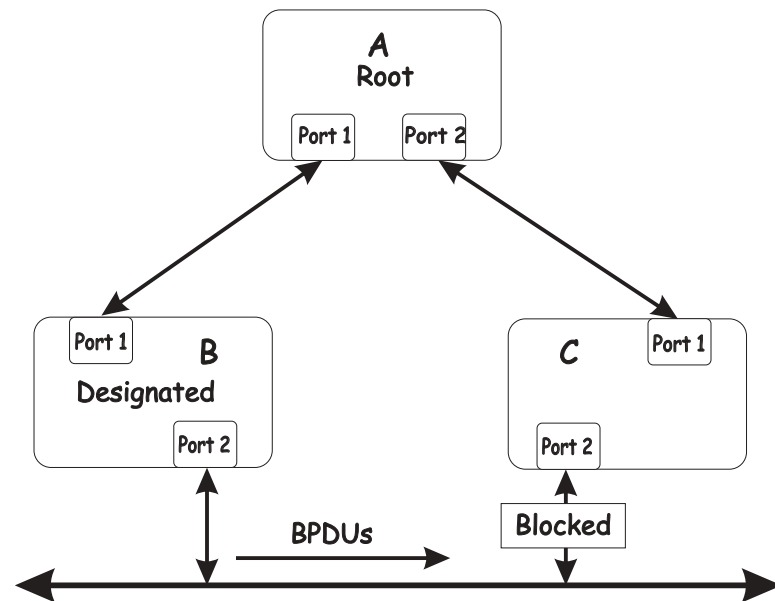 A
Root
Port 1
Port 2
Port 1
B
Designated
Port 2
C
Port 1
Port 2
BPDUs
Blocked